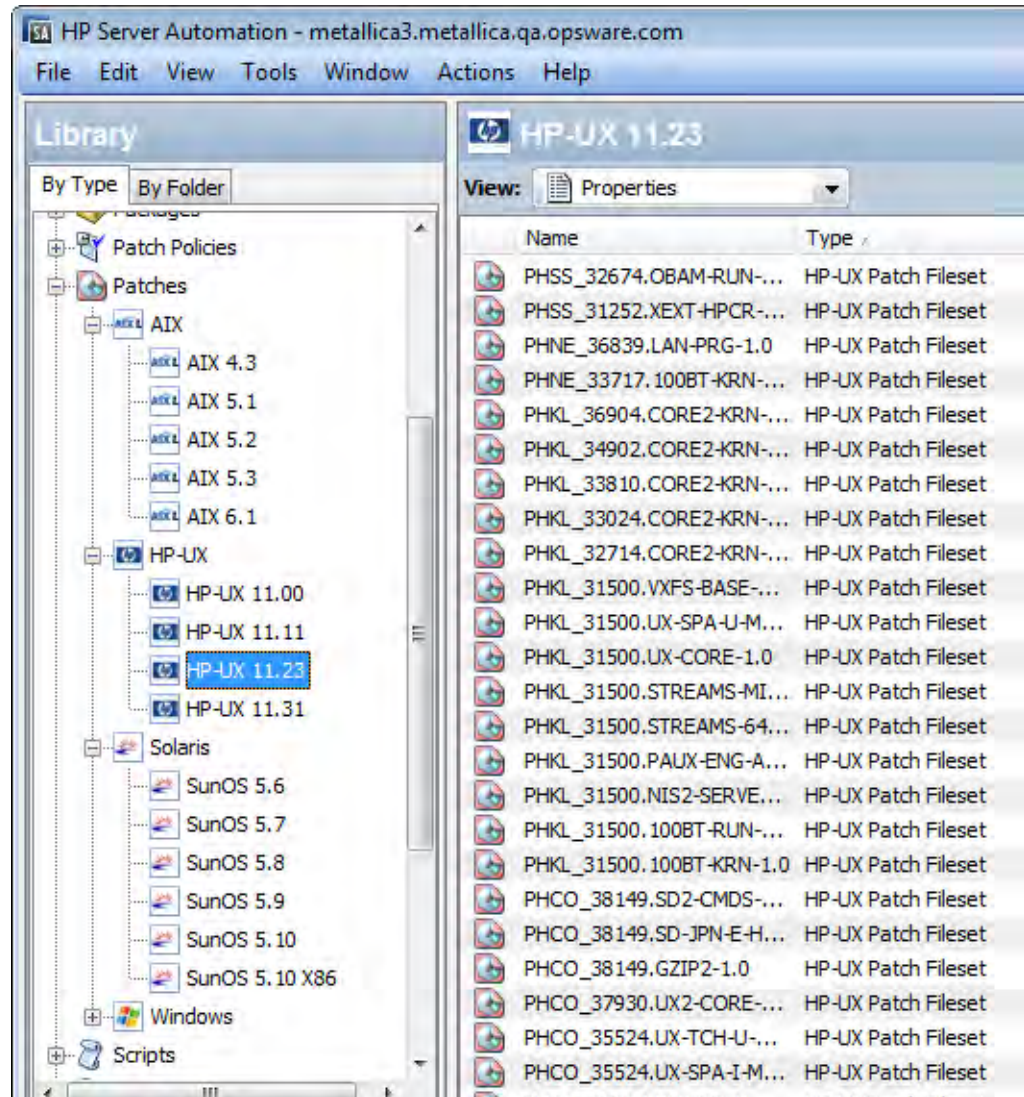 SA HP Server Automation - metallica3.metallica.qa.opsware.com
File Edit View Tools Window Actions Help
Library
By Type By Folder
Packages
Patch Policies
Patches
AIX
AIX 4.3
AIX 5.1
AIX 5.2
AIX 5.3
AIX 6.1
HP-UX
HP-UX 11.00
HP-UX 11.11
HP-UX 11.23
HP-UX 11.31
Solaris
SunOS 5.6
SunOS 5.7
SunOS 5.8
SunOS 5.9
SunOS 5.10
SunOS 5.10 X86
Windows
Scripts
HP-UX 11.23
View: Properties
Name Type
PHSS_32674.OBAM-RUN-... HP-UX Patch Fileset
PHSS_31252.XEXT-HPCR-... HP-UX Patch Fileset
PHNE_36839.LAN-PRG-1.0 HP-UX Patch Fileset
PHNE_33717.100BT-KRN-... HP-UX Patch Fileset
PHKL_36904.CORE2-KRN-... HP-UX Patch Fileset
PHKL_34902.CORE2-KRN-... HP-UX Patch Fileset
PHKL_33810.CORE2-KRN-... HP-UX Patch Fileset
PHKL_33024.CORE2-KRN-... HP-UX Patch Fileset
PHKL_32714.CORE2-KRN-... HP-UX Patch Fileset
PHKL_31500.VXFS-BASE-... HP-UX Patch Fileset
PHKL_31500.UX-SPA-U-M... HP-UX Patch Fileset
PHKL_31500.UX-CORE-1.0 HP-UX Patch Fileset
PHKL_31500.STREAMS-MI... HP-UX Patch Fileset
PHKL_31500.STREAMS-64... HP-UX Patch Fileset
PHKL_31500.PAUX-ENG-A... HP-UX Patch Fileset
PHKL_31500.NIS2-SERVE... HP-UX Patch Fileset
PHKL_31500.100BT-RUN-... HP-UX Patch Fileset
PHKL_31500.100BT-KRN-1.0 HP-UX Patch Fileset
PHCO_38149.SD2-CMDS-... HP-UX Patch Fileset
PHCO_38149.SD-JPN-E-H... HP-UX Patch Fileset
PHCO_38149.GZIP2-1.0 HP-UX Patch Fileset
PHCO_37930.UX2-CORE-... HP-UX Patch Fileset
PHCO_35524.UX-TCH-U-... HP-UX Patch Fileset
PHCO_35524.UX-SPA-I-M... HP-UX Patch Fileset